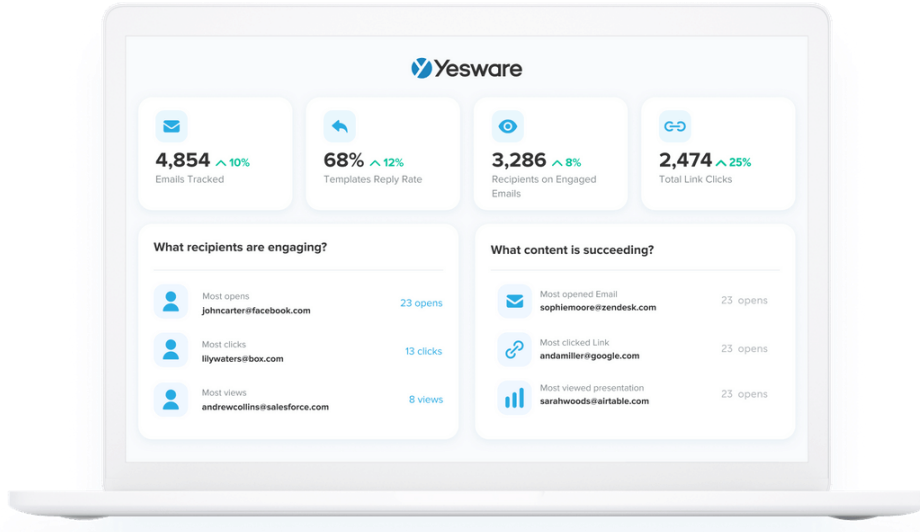 Yesware
4,854 10%
Emails Tracked
68% 12%
Templates Reply Rate
3,286 8%
Recipients on Engaged
Emails
2,474 25%
Total Link Clicks
What recipients are engaging?
Most opens
johncarter@facebook.com
23 opens
Most clicks
lilywaters@box.com
13 clicks
Most views
andrewcollins@salesforce.com
8 views
What content is succeeding?
Most opened Email
sophiemoore@zendesk.com
23 opens
Most clicked Link
andamiller@google.com
23 opens
Most viewed presentation
sarahwoods@airtable.com
23 opens